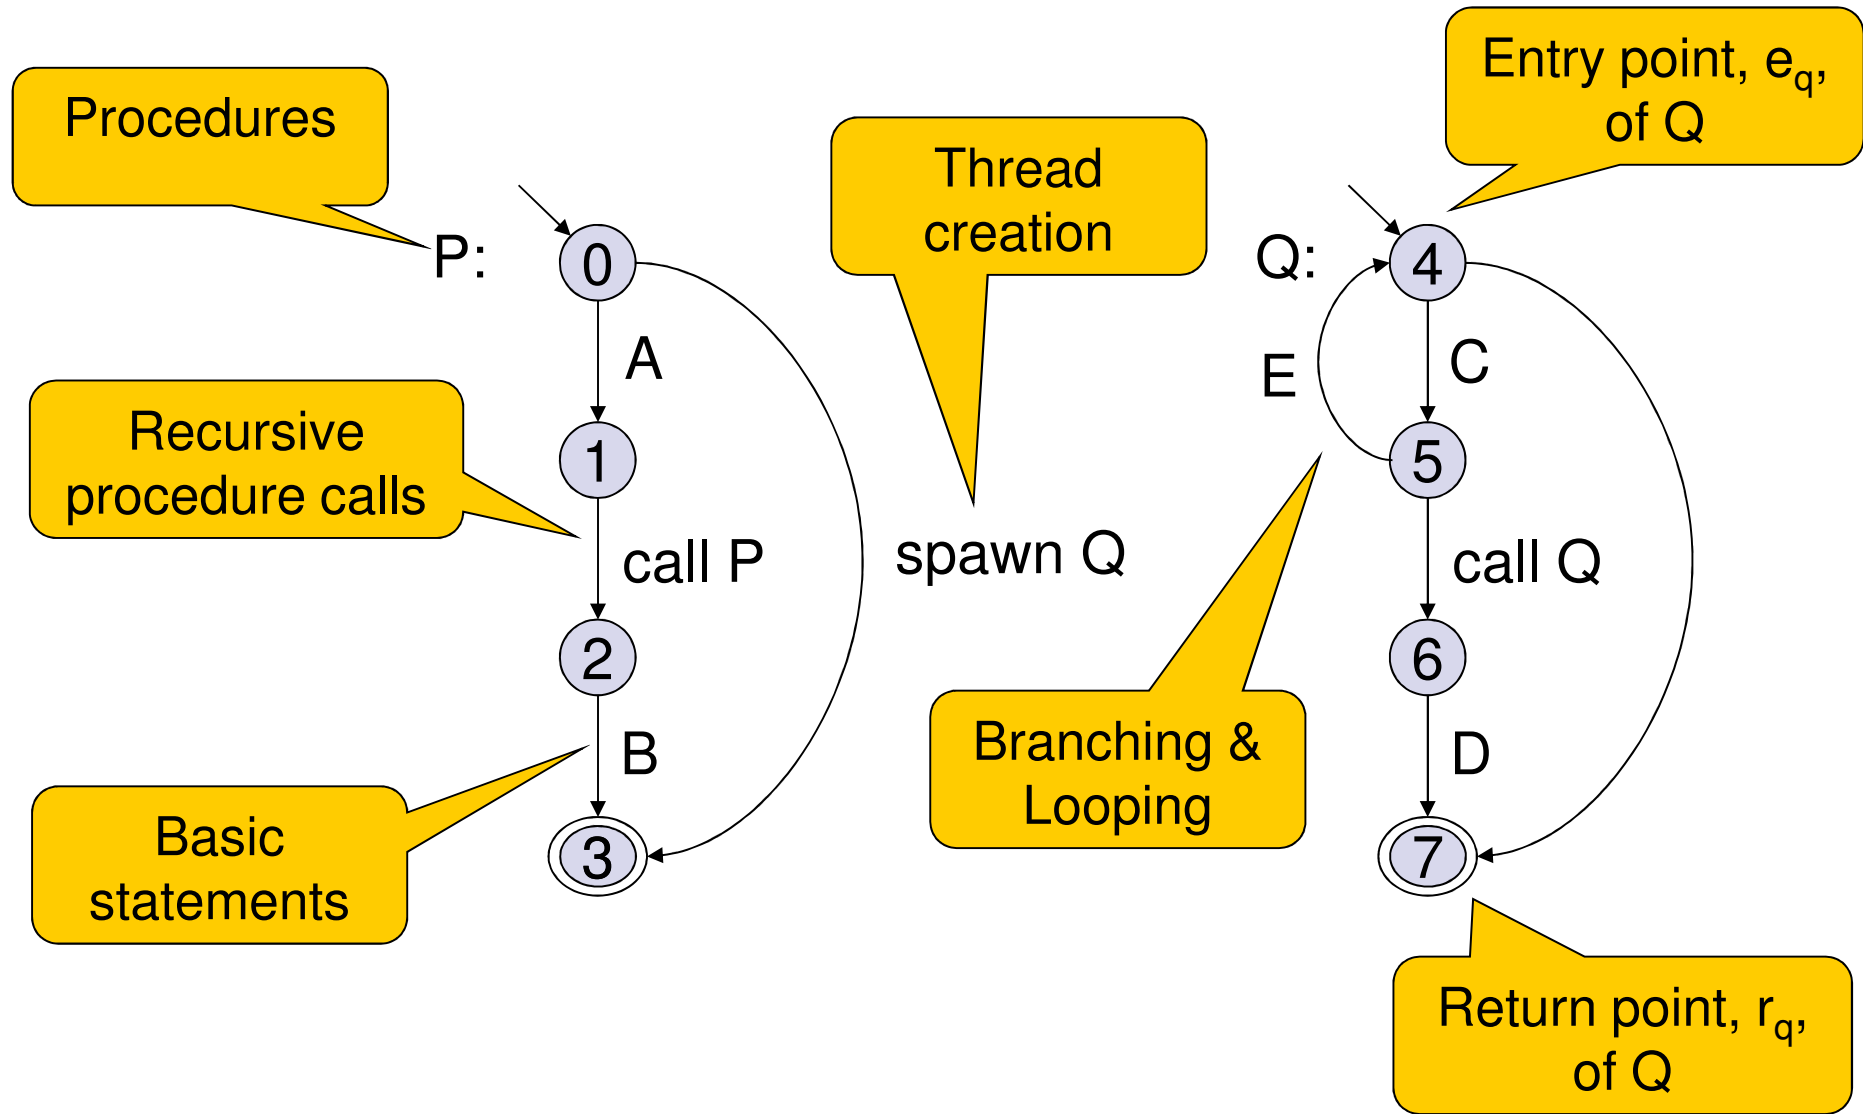 Procedures
Entry point, eq,
of Q
Thread
creation
P:
0
Q:
4
A
E
C
Recursive
procedure calls
1
5
call P
spawn Q
call Q
2
6
B
Branching &
Looping
D
Basic
statements
3
7
Return point, rq,
of Q